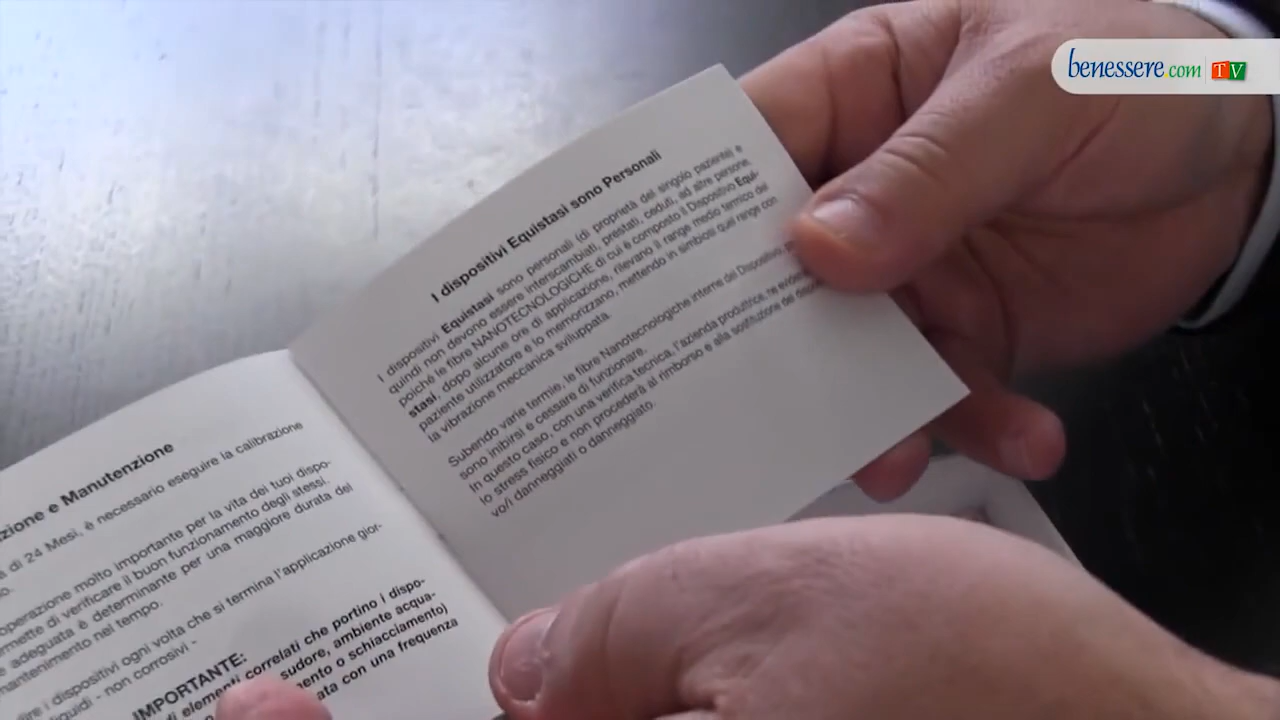 benessere.com TV
zione e Manutenzione
a di 24 Mesi, è necessario eseguire la calibrazione
operazione molto importante per la vita dei tuoi dispo-
rmette di verificare il buon funzionamento degli stessi.
e adeguata è determinante per una maggiore durata del
mantenimento nel tempo.
ire i dispositivi ogni volta che si termina l'applicazione gior-
liquidi - non corrosivi -
IMPORTANTE:
di elementi correlati che portino i dispo-
sudore, ambiente acqua-
mento o schiacciamento)
ata con una frequenza
I dispositivi Equistasi sono Personali
I dispositivi Equistasi sono personali (di proprietà del singolo paziente) e
quindi non devono essere interscambiati, prestati, ceduti, ad altre persone,
poiché le fibre NANOTECNOLOGICHE di cui è composto il Dispositivo Equi-
stasi, dopo alcune ore di applicazione, rilevano il range medio termico del
paziente utilizzatore e lo memorizzano, mettendo in simbiosi quel range con
la vibrazione meccanica sviluppata.
Subendo varie termie, le fibre Nanotecnologiche interne del Dispositivo
sono inibirsi e cessare di funzionare.
In questo caso, con una verifica tecnica, l'azienda produttrice, ne
lo stress fisico e non procederà al rimborso e alla sostituzione del
vo/i danneggiati o danneggiato.